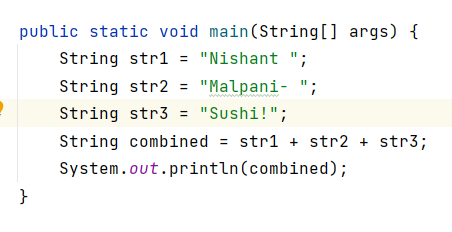 public static void main(String[] args) {
    String str1 = "Nishant ";
    String str2 = "Malpani- ";
    String str3 = "Sushi!";
    String combined = str1 + str2 + str3;
    System.out.println(combined);
}